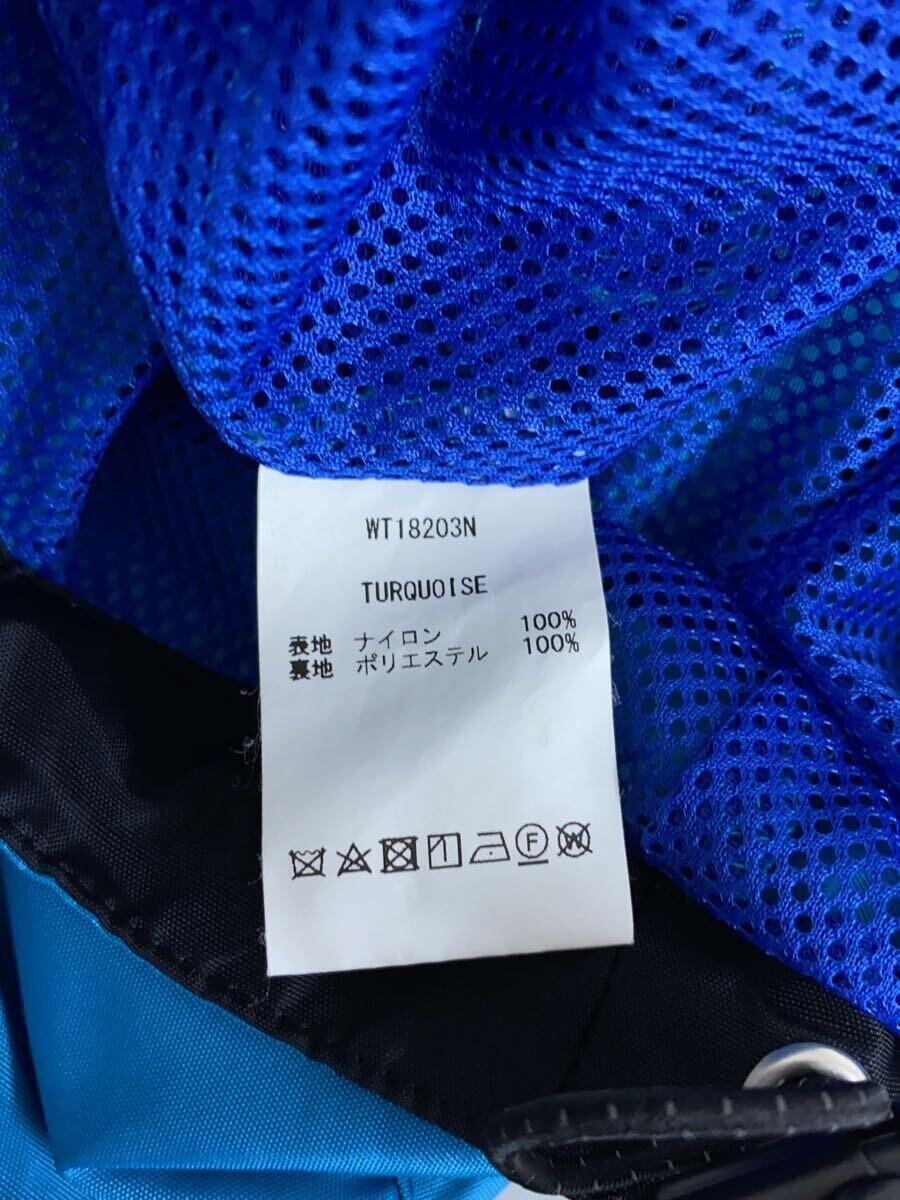 WT18203N
TURQUOISE
表地 ナイロン 100%
裏地 ポリエステル 100%
F W